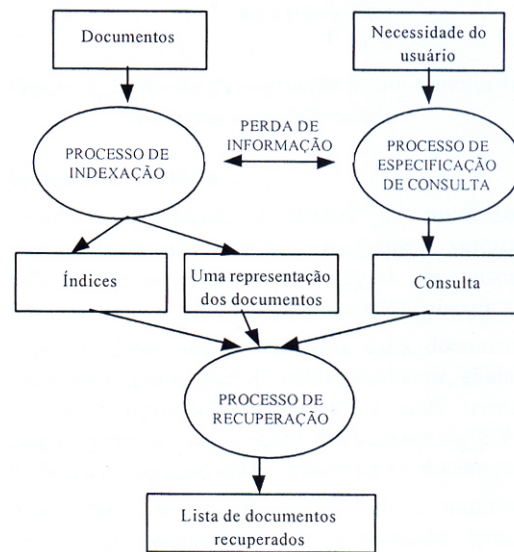 Documentos
Necessidade do
usuário
PERDA DE
INFORMAÇÃO
PROCESSO DE
INDEXAÇÃO
PROCESSO DE
ESPECIFICAÇÃO
DE CONSULTA
Índices
Uma representação
dos documentos
Consulta
PROCESSO DE
RECUPERAÇÃO
Lista de documentos
recuperados